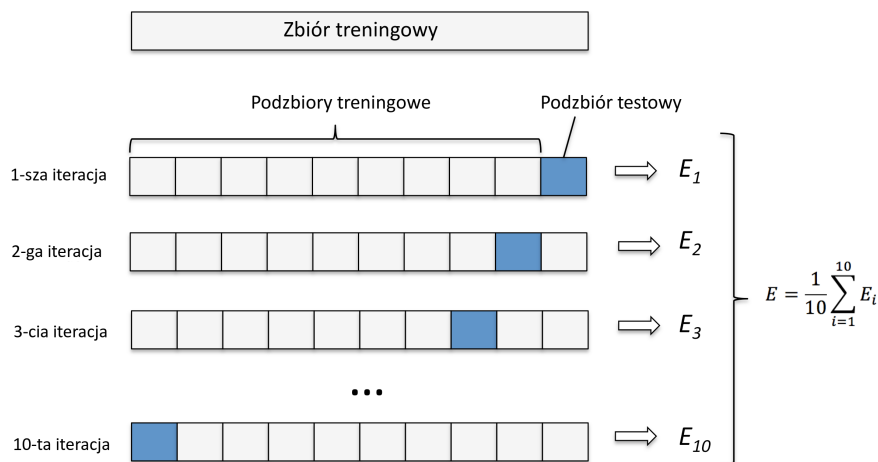 Zbiór treningowy
Podzbiory treningowe
Podzbiór testowy
1-sza iteracja
E₁
2-ga iteracja
E₂
E = 1/10 ∑_{i=1}^{10} E_i
3-cia iteracja
E₃
...
10-ta iteracja
E₁₀